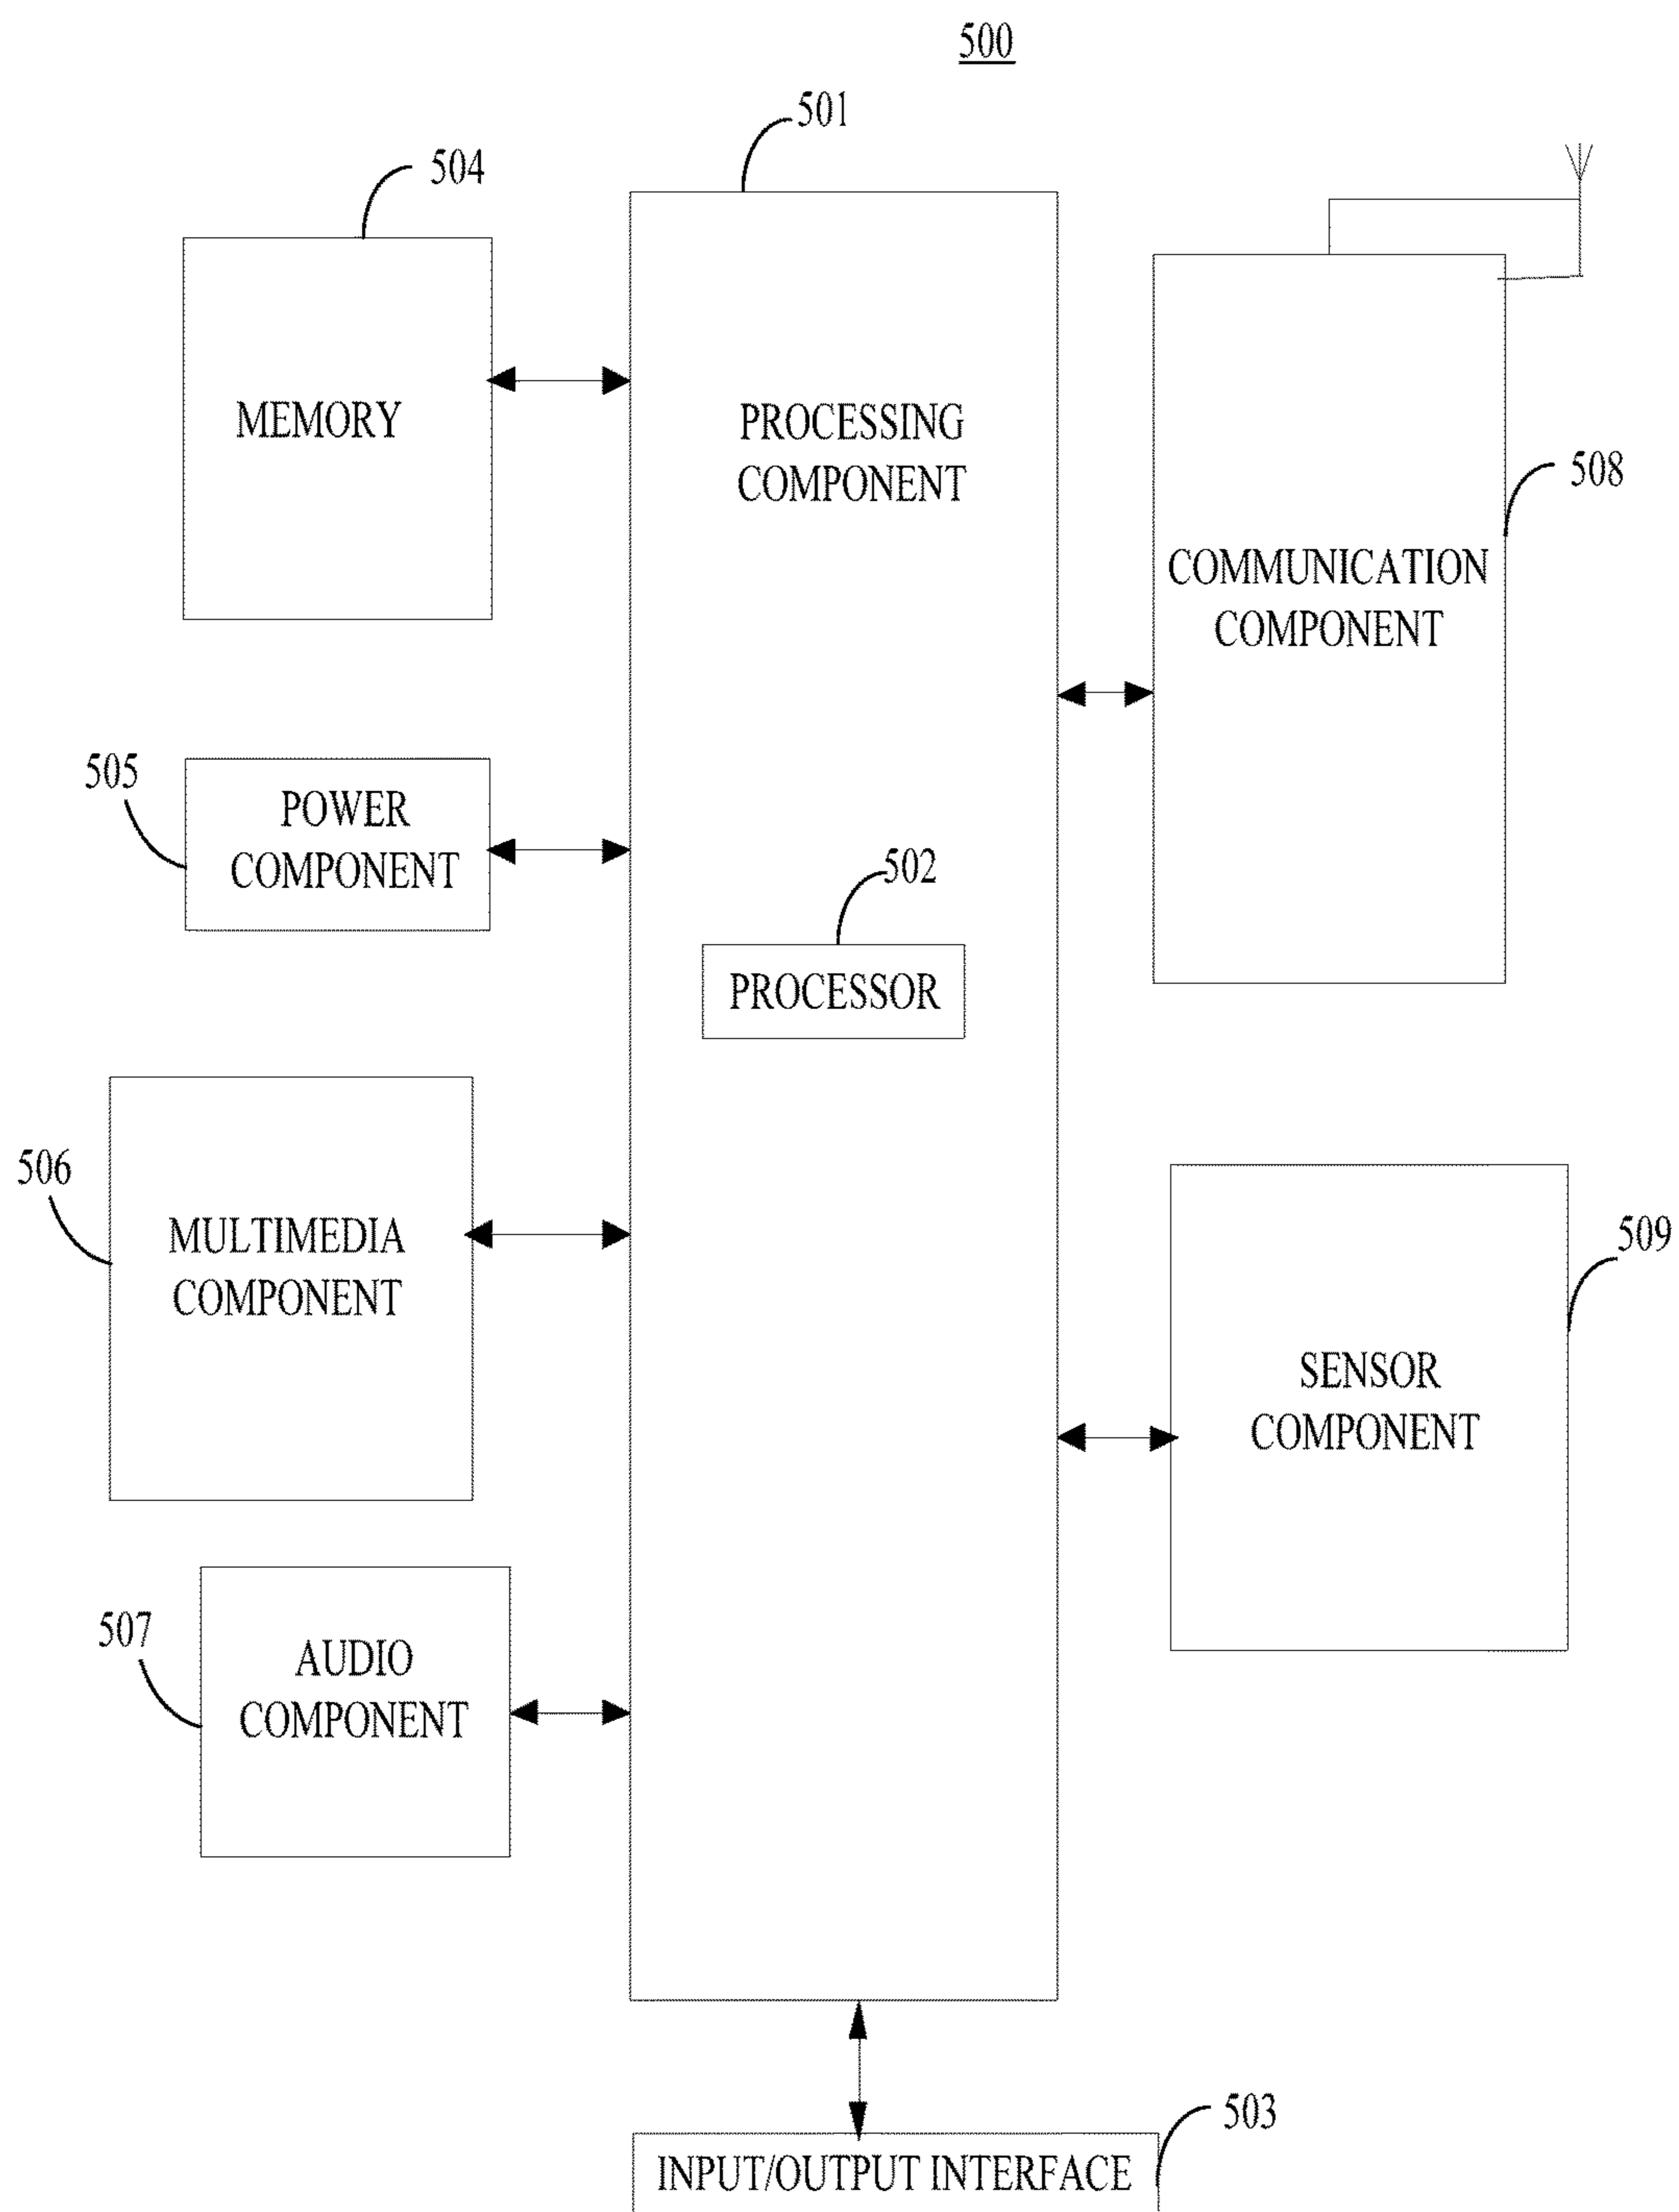 500
501
504
MEMORY
PROCESSING
COMPONENT
508
COMMUNICATION
COMPONENT
505
POWER
COMPONENT
502
PROCESSOR
506
MULTIMEDIA
COMPONENT
509
SENSOR
COMPONENT
507
AUDIO
COMPONENT
503
INPUT/OUTPUT INTERFACE